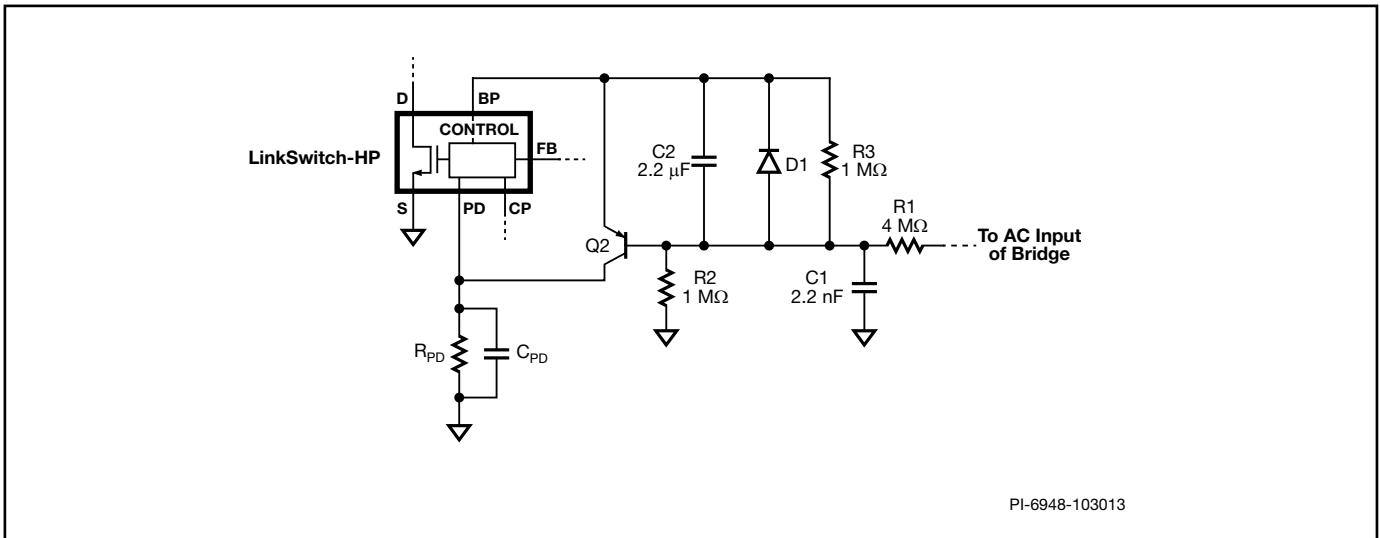 D
BP
CONTROL
FB
LinkSwitch-HP
S
PD
CP
C2
2.2 μF
D1
R3
1 MΩ
R1
4 MΩ
To AC Input
of Bridge
Q2
R2
1 MΩ
C1
2.2 nF
RPD
CPD
PI-6948-103013